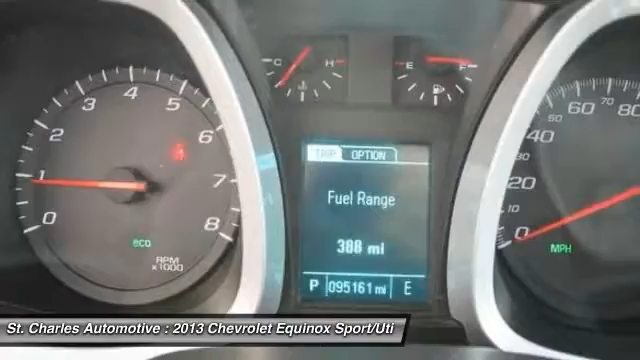 C H
E F
0 1 2 3 4 5 6 7 8
eco
RPM
x1000
TRIP OPTION
Fuel Range
388 mi
P 095161 mi E
0 10 20 30 40 50 60 70 80
MPH
St. Charles Automotive : 2013 Chevrolet Equinox Sport/Uti